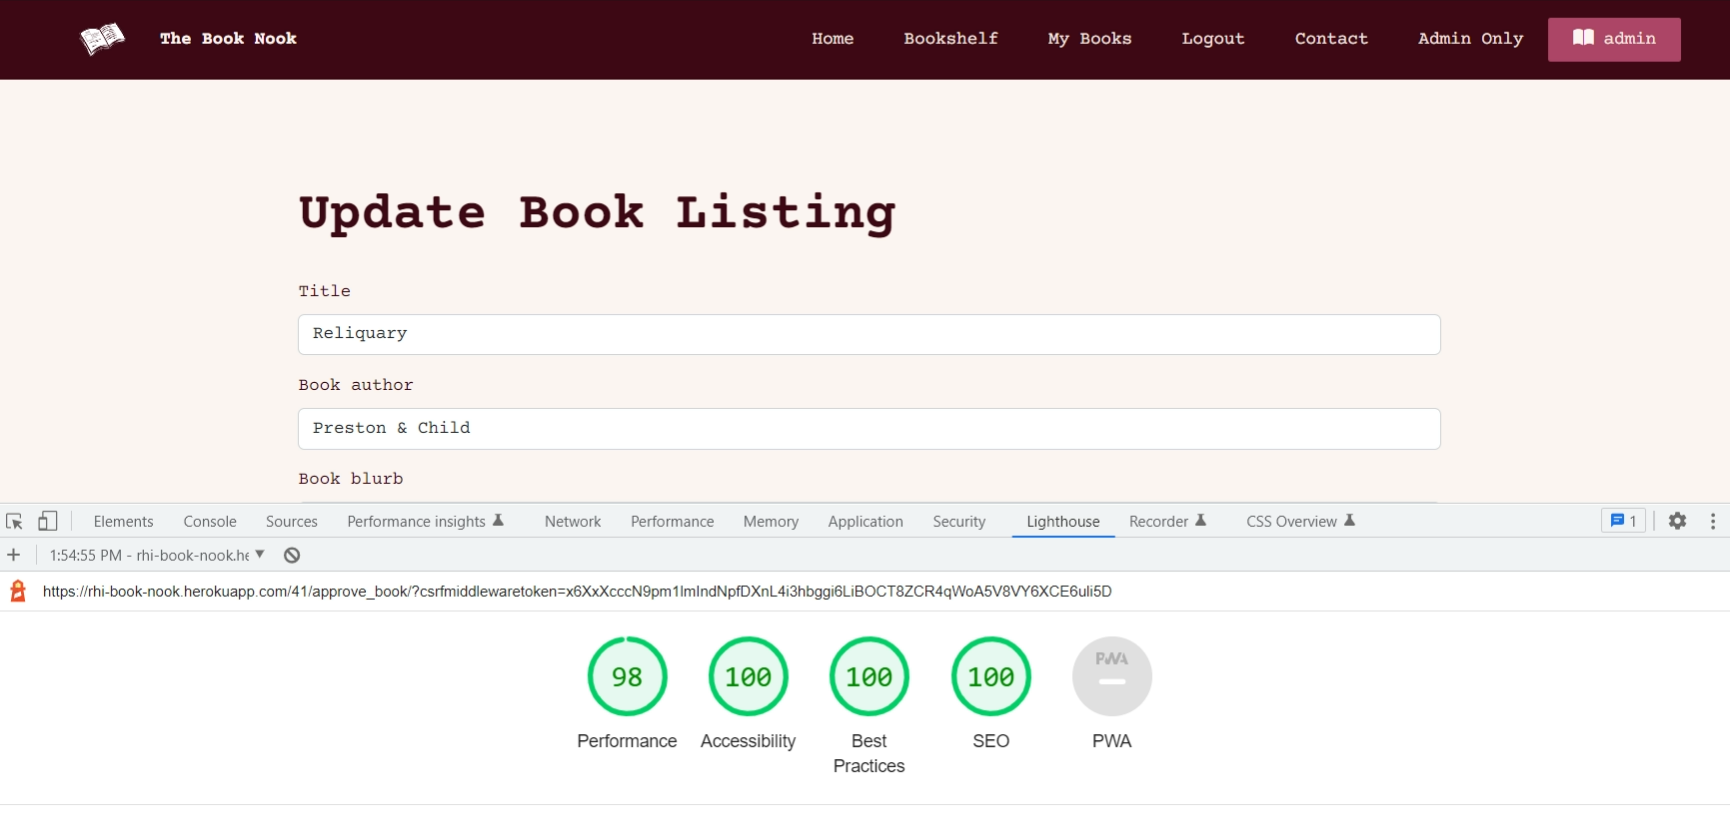 The Book Nook
Home Bookshelf My Books Logout Contact Admin Only admin
Update Book Listing
Title
Reliquary
Book author
Preston & Child
Book blurb
Elements Console Sources Performance insights Network Performance Memory Application Security Lighthouse Recorder CSS Overview 1
1:54:55 PM - rhi-book-nook.he
https://rhi-book-nook.herokuapp.com/41/approve_book/?csrfmiddlewaretoken=x6XxXcccN9pm1ImIndNpfDXnL4i3hbggi6LiBOCT8ZCR4qWoA5V8VY6XCE6uli5D
98 100 100 100 PWA
Performance Accessibility Best Practices SEO PWA